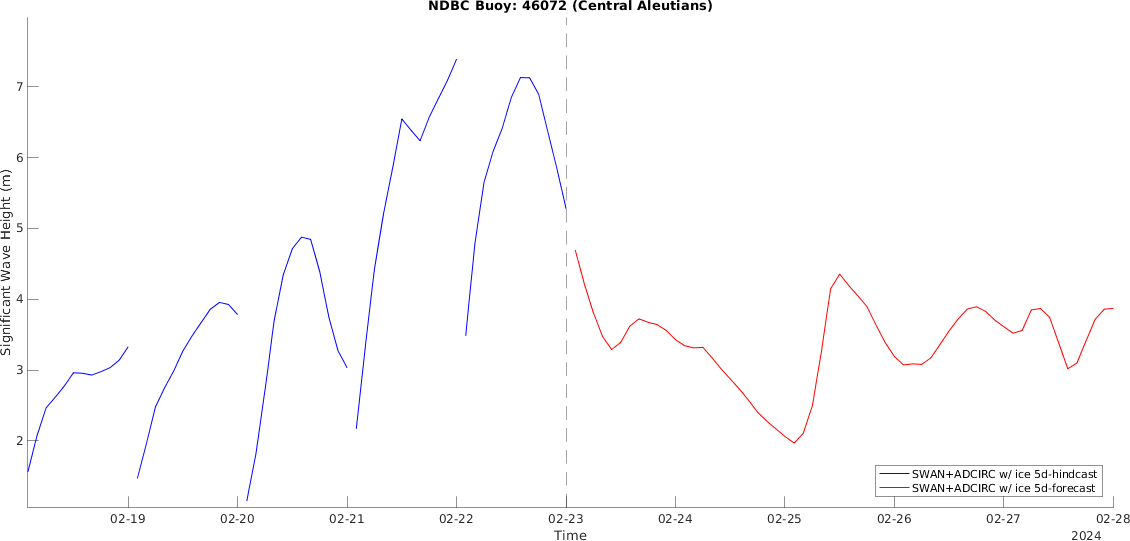 NDBC Buoy: 46072 (Central Aleutians)
Significant Wave Height (m)
7
6
5
4
3
2
SWAN+ADCIRC w/ ice 5d-hindcast
SWAN+ADCIRC w/ ice 5d-forecast
02-19 02-20 02-21 02-22 02-23 02-24 02-25 02-26 02-27 02-28
Time
2024